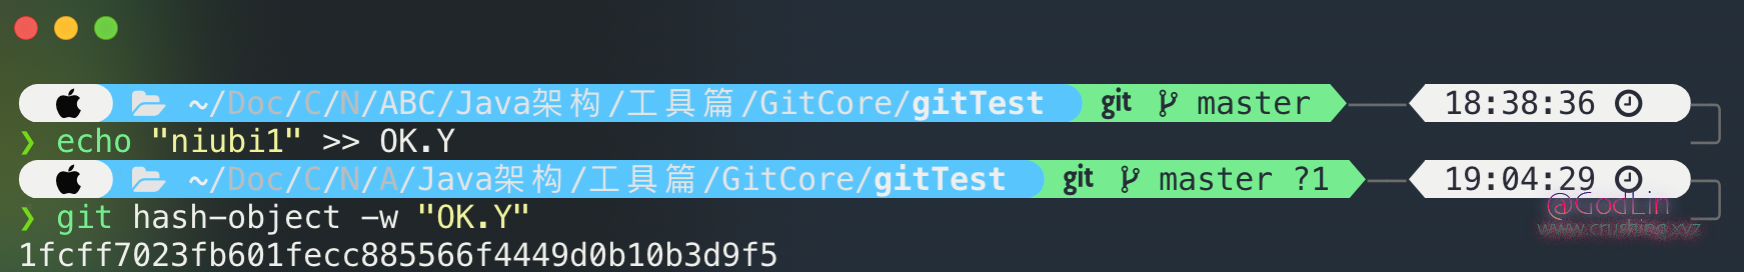 ~/Doc/C/N/ABC/Java架构/工具篇/GitCore/gitTest git master 18:38:36
❯ echo "niubi1" >> OK.Y
~/Doc/C/N/A/Java架构/工具篇/GitCore/gitTest git master ?1 19:04:29
❯ git hash-object -w "OK.Y"
1fcff7023fb601fecc885566f4449d0b10b3d9f5
@GodLin
www.crushing.xyz